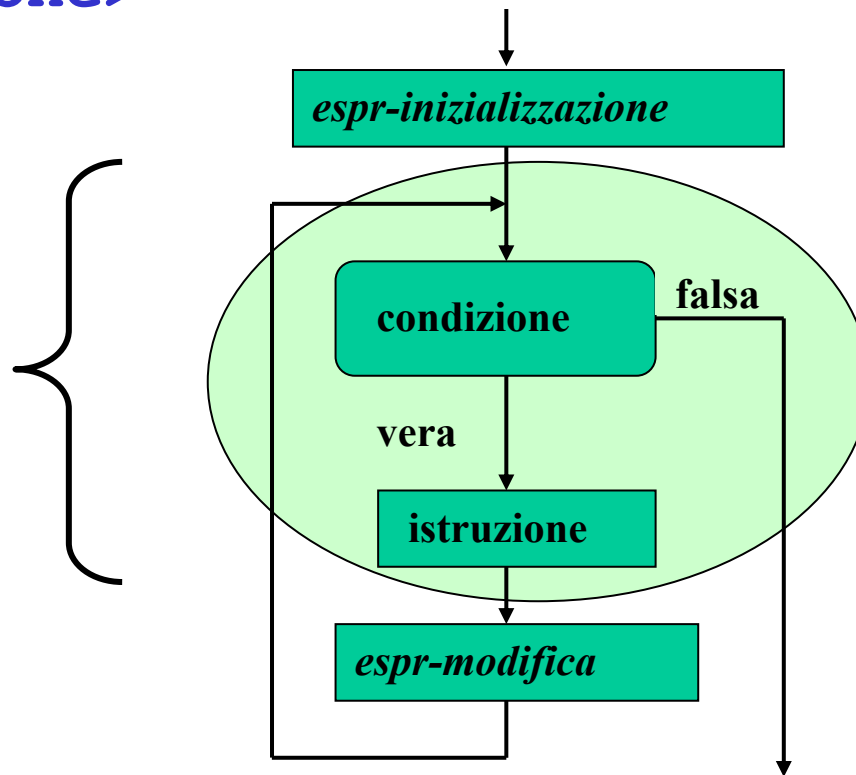 espr-inizializzazione
condizione
falsa
vera
istruzione
espr-modifica